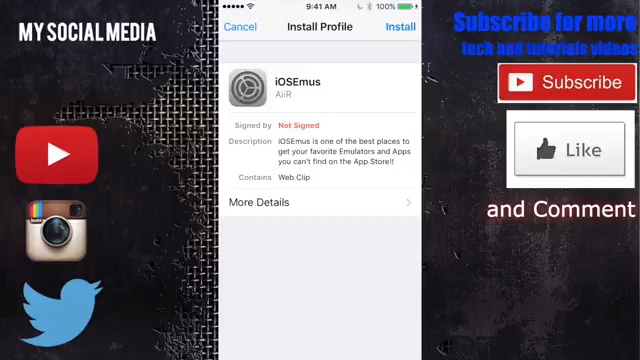 MY SOCIAL MEDIA
9:41 AM
100%
Cancel
Install Profile
Install
iOSEmus
AiiR
Signed by Not Signed
Description iOSEmus is one of the best places to
get your favorite Emulators and Apps
you can't find on the App Store!!
Contains Web Clip
More Details
Subscribe for more
tech and tutorials videos
Subscribe
Like
and Comment